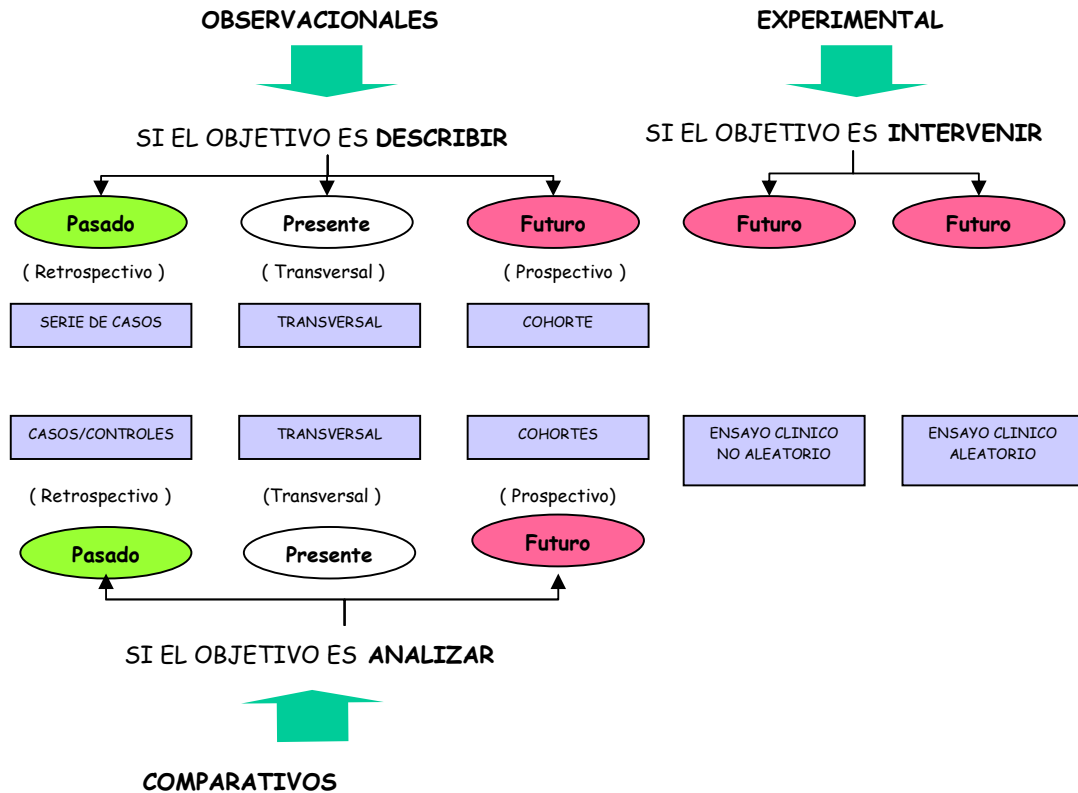 OBSERVACIONALES
EXPERIMENTAL
SI EL OBJETIVO ES DESCRIBIR
SI EL OBJETIVO ES INTERVENIR
Pasado
Presente
Futuro
Futuro
Futuro
( Retrospectivo )
( Transversal )
( Prospectivo )
SERIE DE CASOS
TRANSVERSAL
COHORTE
CASOS/CONTROLES
TRANSVERSAL
COHORTES
ENSAYO CLINICO
NO ALEATORIO
ENSAYO CLINICO
ALEATORIO
( Retrospectivo )
(Transversal )
( Prospectivo)
Pasado
Presente
Futuro
SI EL OBJETIVO ES ANALIZAR
COMPARATIVOS